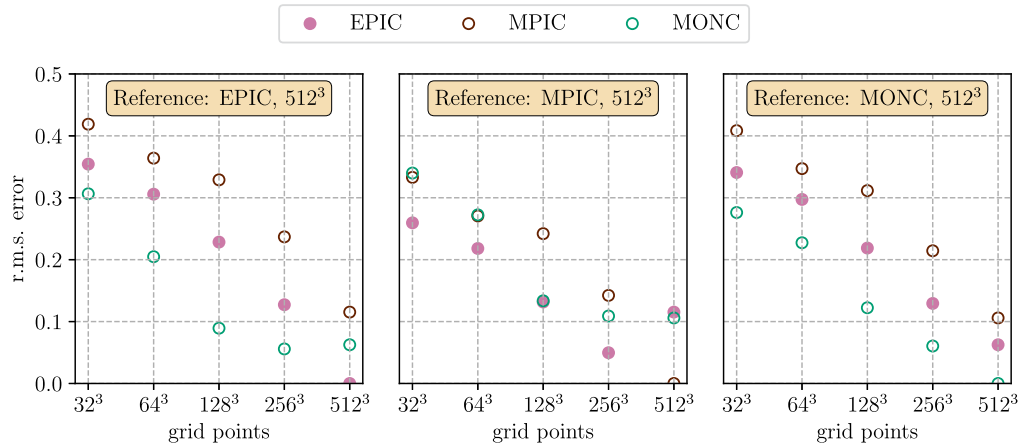 EPIC MPIC MONC
Reference: EPIC, 512³ Reference: MPIC, 512³ Reference: MONC, 512³
0.5
0.4
0.3
0.2
0.1
0.0
r.m.s. error
32³ 64³ 128³ 256³ 512³ 32³ 64³ 128³ 256³ 512³ 32³ 64³ 128³ 256³ 512³
grid points grid points grid points